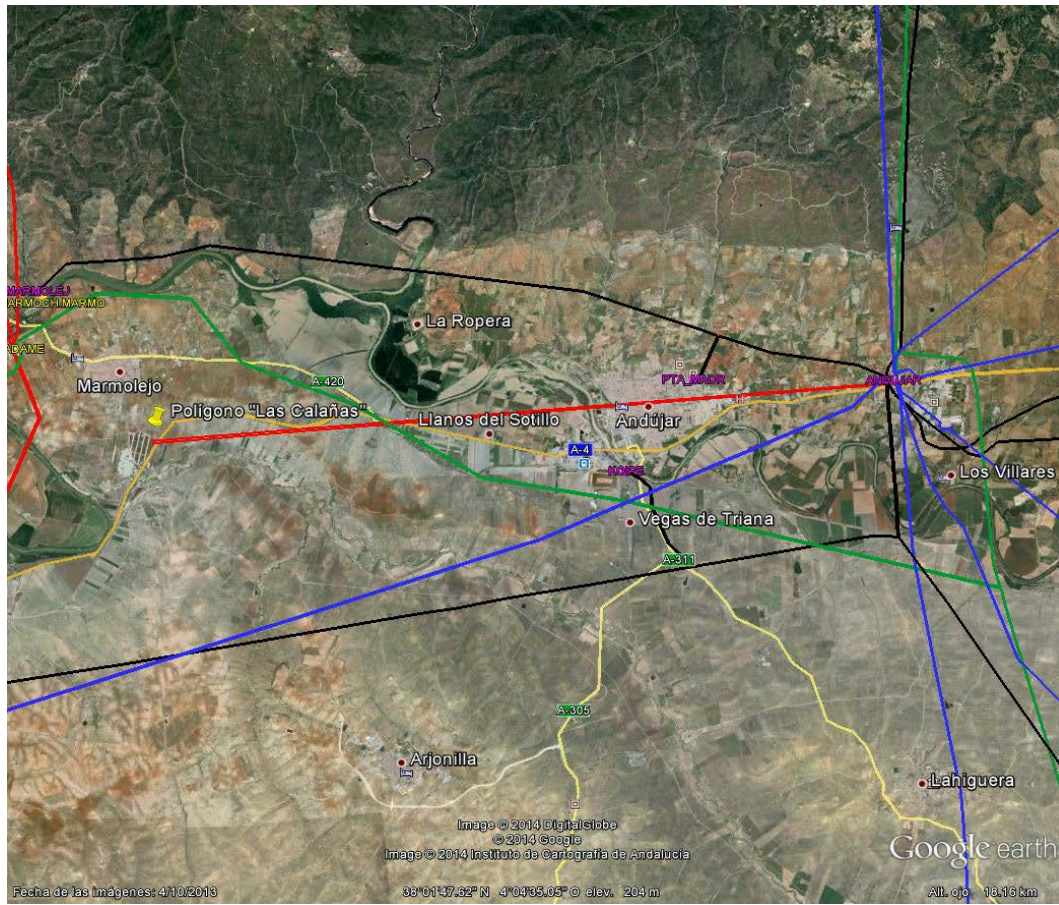 MARMOLEJ
ARMOCH.MARMO
ADAME
La Ropera
Marmolejo
A-420
PTA_MADR
ANDUJAR
Polígono "Las Calañas"
Llanos del Sotillo
Andújar
A-4
Los Villares
Vegas de Triana
A-311
A-305
Arjonilla
Lahiguera
Image © 2014 DigitalGlobe
© 2014 Google
Image © 2014 Instituto de Cartografía de Andalucía
Google earth
Fecha de las imágenes: 4/10/2013
38°01'47.62" N 4°04'35.05" O elev. 204 m
Alt. ojo 18.16 km